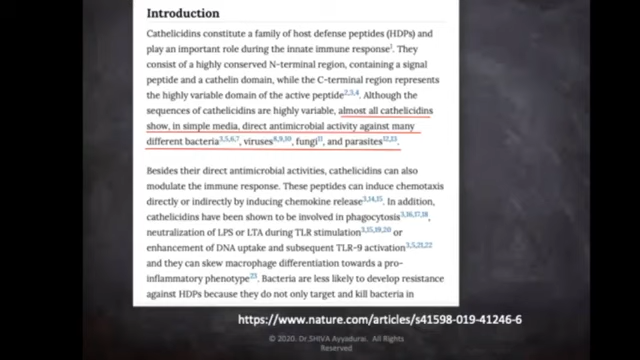 Introduction
Cathelicidins constitute a family of host defense peptides (HDPs) and
play an important role during the innate immune response¹. They
consist of a highly conserved N-terminal region, containing a signal
peptide and a cathelin domain, while the C-terminal region represents
the highly variable domain of the active peptide²,³,⁴. Although the
sequences of cathelicidins are highly variable, almost all cathelicidins
show, in simple media, direct antimicrobial activity against many
different bacteria³,⁵,⁶,⁷, viruses⁸,⁹,¹⁰, fungi¹¹, and parasites¹²,¹³.
Besides their direct antimicrobial activities, cathelicidins can also
modulate the immune response. These peptides can induce chemotaxis
directly or indirectly by inducing chemokine release³,¹⁴,¹⁵. In addition,
cathelicidins have been shown to be involved in phagocytosis³,¹⁶,¹⁷,¹⁸,
neutralization of LPS or LTA during TLR stimulation³,¹⁵,¹⁹,²⁰ or
enhancement of DNA uptake and subsequent TLR-9 activation³,⁵,²¹,²²
and they can skew macrophage differentiation towards a pro-
inflammatory phenotype²³. Bacteria are less likely to develop resistance
against HDPs because they do not only target and kill bacteria in
https://www.nature.com/articles/s41598-019-41246-6
© 2020. Dr.SHIVA Ayyadurai. All Rights
Reserved